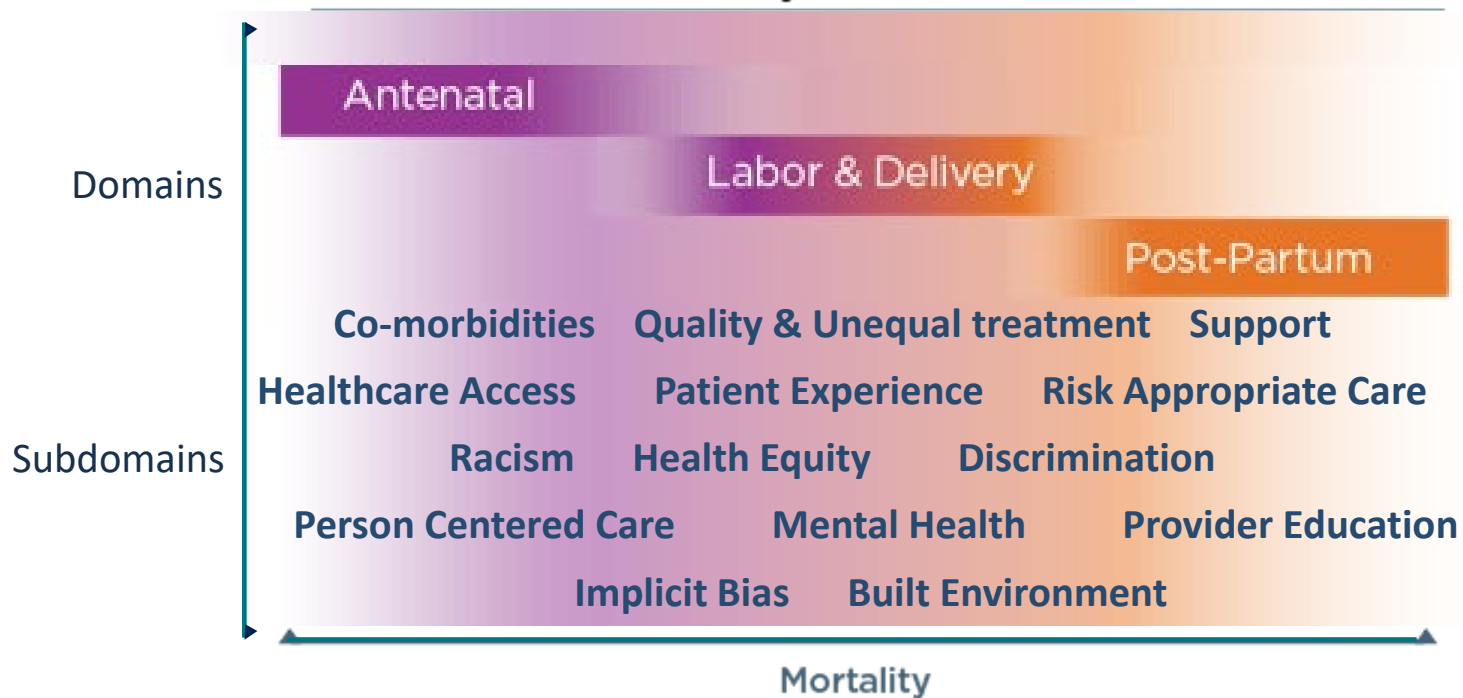 Antenatal
Labor & Delivery
Domains
Post-Partum
Co-morbidities Quality & Unequal treatment Support
Healthcare Access Patient Experience Risk Appropriate Care
Subdomains Racism Health Equity Discrimination
Person Centered Care Mental Health Provider Education
Implicit Bias Built Environment
Mortality